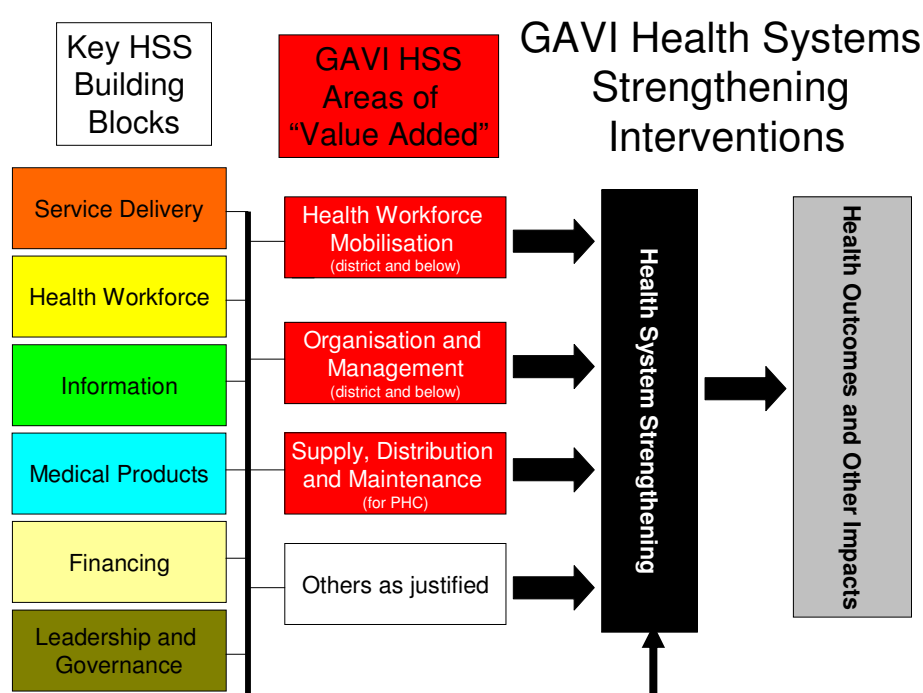 Key HSS
Building
Blocks
GAVI HSS
Areas of
“Value Added”
GAVI Health Systems
Strengthening
Interventions
Service Delivery
Health Workforce
Information
Medical Products
Financing
Leadership and
Governance
Health Workforce
Mobilisation
(district and below)
Organisation and
Management
(district and below)
Supply, Distribution
and Maintenance
(for PHC)
Others as justified
Health System Strengthening
Health Outcomes and Other Impacts